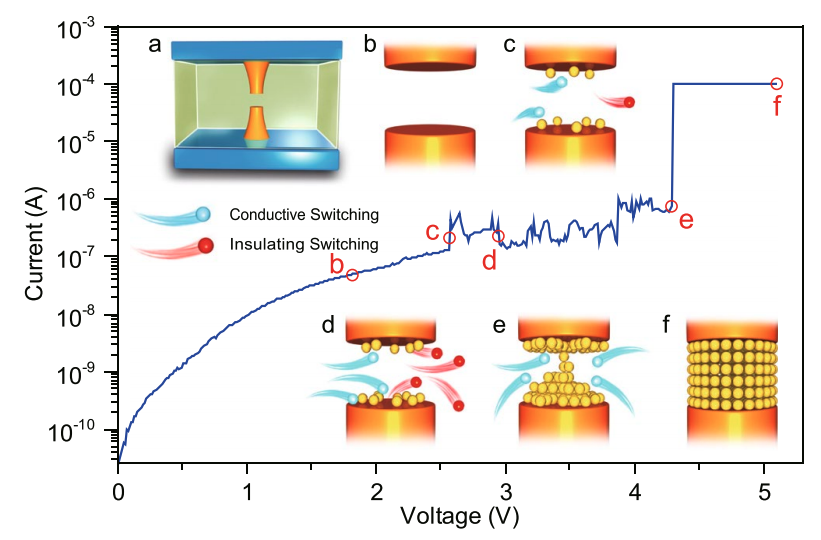 10⁻³
10⁻⁴
10⁻⁵
10⁻⁶
10⁻⁷
10⁻⁸
10⁻⁹
10⁻¹⁰
Current (A)
a
b
c
Conductive Switching
Insulating Switching
b
c
d
e
f
d
e
f
0
1
2
3
4
5
Voltage (V)